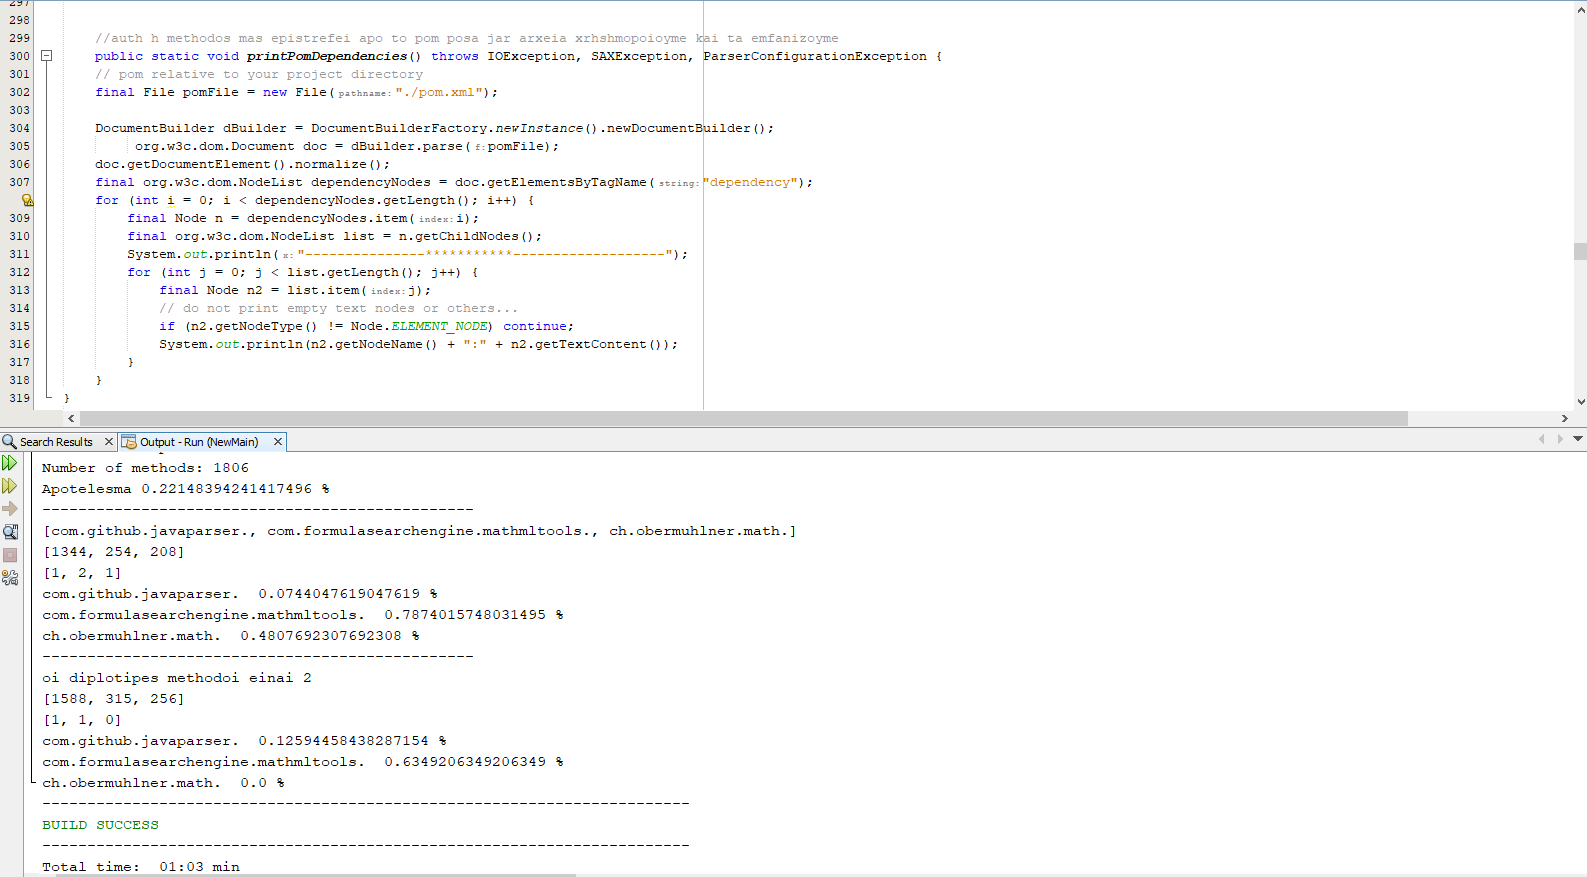 297
298
299 //auth h methodos mas epistrefei apo to pom posa jar arxeia xrhshmopoioyme kai ta emfanizoyme
300 public static void printPomDependencies() throws IOException, SAXException, ParserConfigurationException {
301 // pom relative to your project directory
302 final File pomFile = new File(pathname:"./pom.xml");
303
304 DocumentBuilder dBuilder = DocumentBuilderFactory.newInstance().newDocumentBuilder();
305 org.w3c.dom.Document doc = dBuilder.parse(f:pomFile);
306 doc.getDocumentElement().normalize();
307 final org.w3c.dom.NodeList dependencyNodes = doc.getElementsByTagName(string:"dependency");
for (int i = 0; i < dependencyNodes.getLength(); i++) {
309 final Node n = dependencyNodes.item(index:i);
310 final org.w3c.dom.NodeList list = n.getChildNodes();
311 System.out.println(x:"---------------***********-------------------");
312 for (int j = 0; j < list.getLength(); j++) {
313 final Node n2 = list.item(index:j);
314 // do not print empty text nodes or others...
315 if (n2.getNodeType() != Node.ELEMENT_NODE) continue;
316 System.out.println(n2.getNodeName() + ":" + n2.getTextContent());
317 }
318 }
319 }
Search Results Output - Run (NewMain)
Number of methods: 1806
Apotelesma 0.22148394241417496 %
------------------------------------------------
[com.github.javaparser., com.formulasearchengine.mathmltools., ch.obermuhlner.math.]
[1344, 254, 208]
[1, 2, 1]
com.github.javaparser.  0.0744047619047619 %
com.formulasearchengine.mathmltools.  0.7874015748031495 %
ch.obermuhlner.math.  0.4807692307692308 %
------------------------------------------------
oi diplotipes methodoi einai 2
[1588, 315, 256]
[1, 1, 0]
com.github.javaparser.  0.12594458438287154 %
com.formulasearchengine.mathmltools.  0.6349206349206349 %
ch.obermuhlner.math.  0.0 %
------------------------------------------------------------------------
BUILD SUCCESS
------------------------------------------------------------------------
Total time:  01:03 min